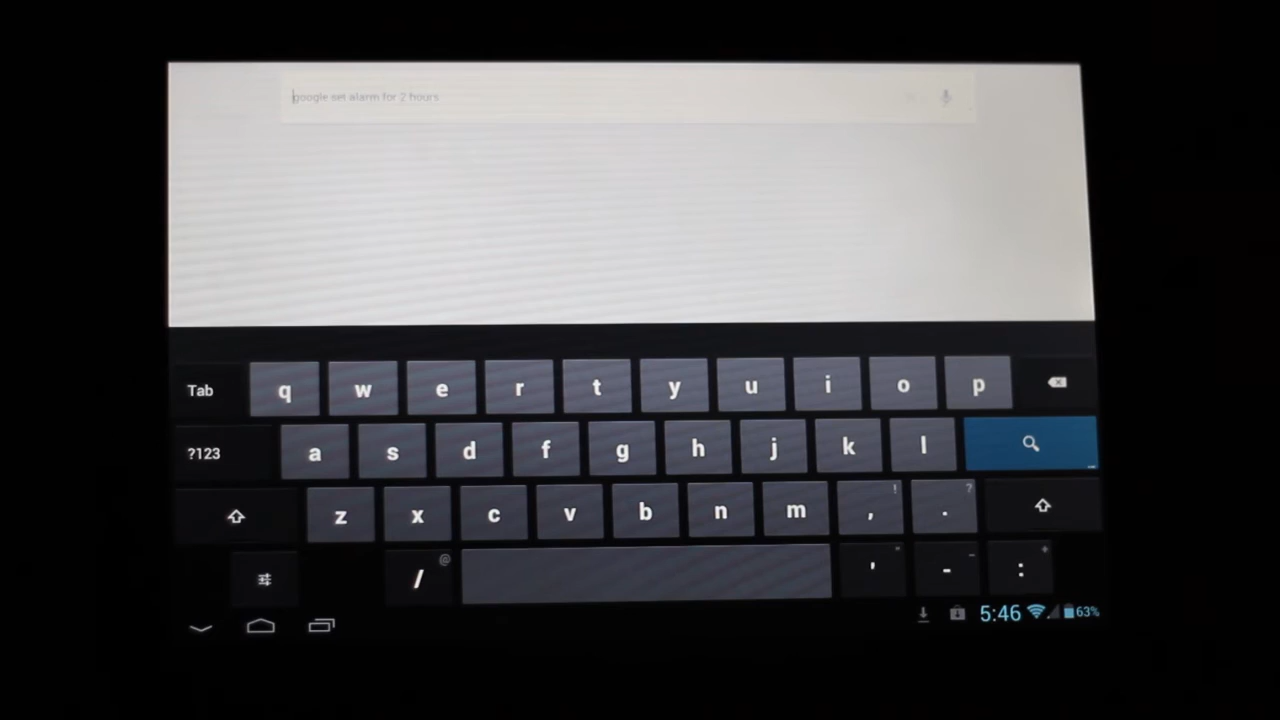 google set alarm for 2 hours
Tab q w e r t y u i o p
?123 a s d f g h j k l
z x c v b n m , ! . ?
/ @ ' " - _ : +
5:46 63%